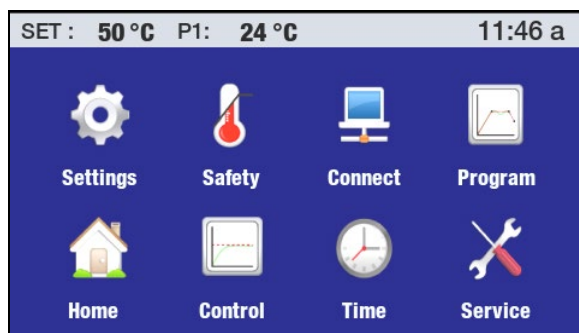 SET : 50 °C P1: 24 °C 11:46 a
Settings Safety Connect Program
Home Control Time Service